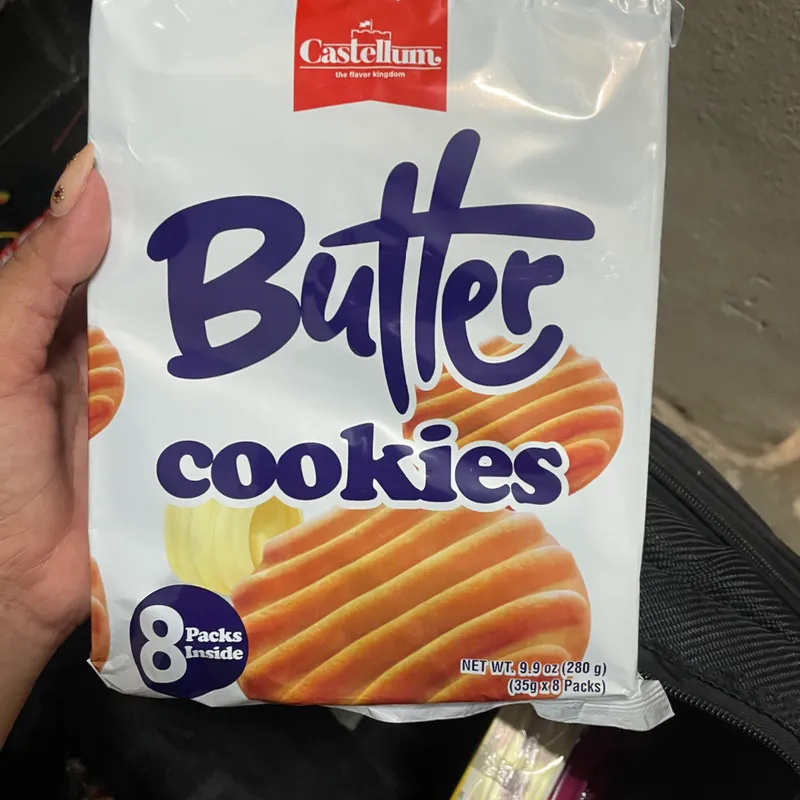 Castellum
the flavor kingdom
Butter
cookies
8 Packs
Inside
NET WT. 9.9 oz (280 g)
(35g x 8 Packs)